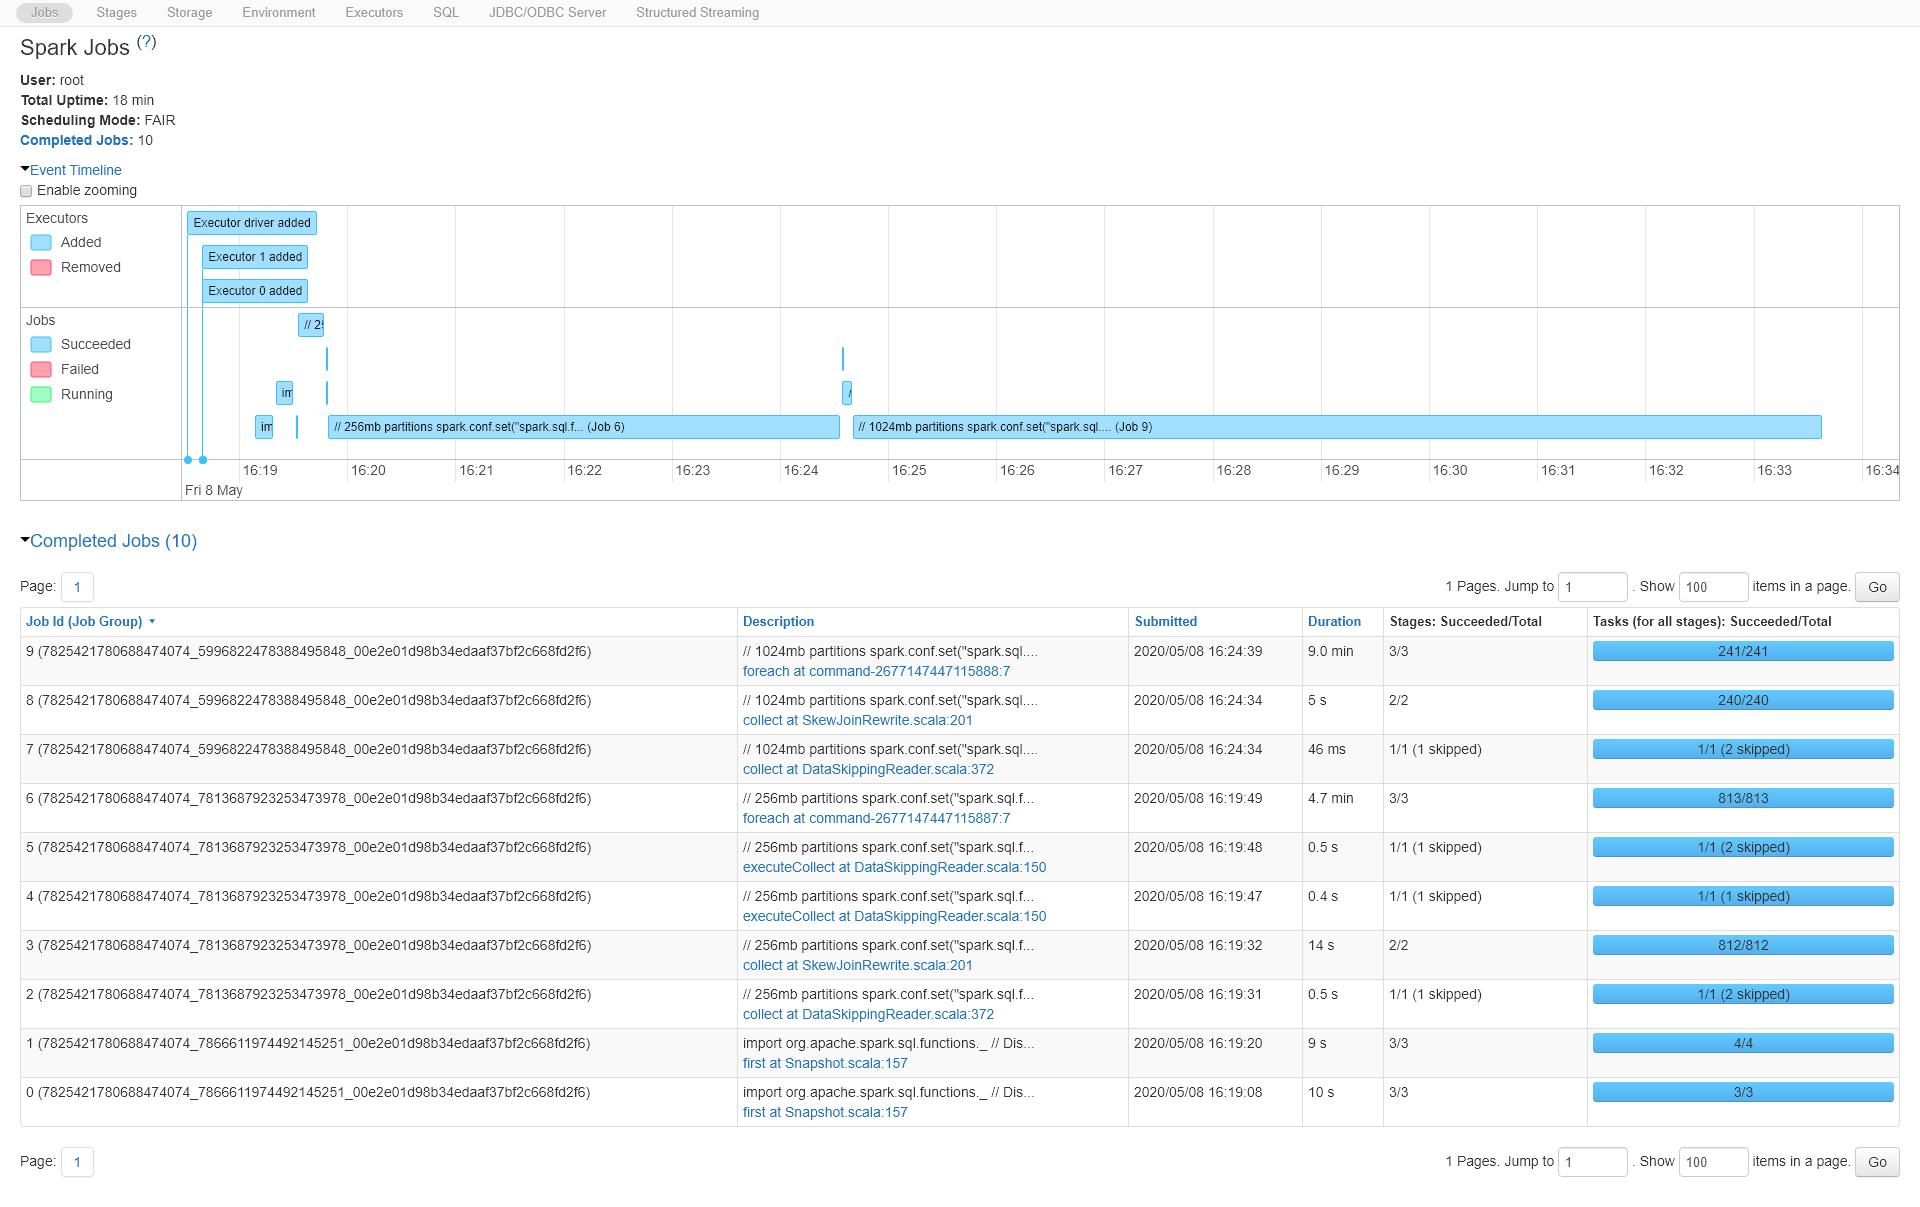 Jobs Stages Storage Environment Executors SQL JDBC/ODBC Server Structured Streaming
Spark Jobs (?)
User: root
Total Uptime: 18 min
Scheduling Mode: FAIR
Completed Jobs: 10
Event Timeline
Enable zooming
Executors
Added
Removed
Executor driver added
Executor 1 added
Executor 0 added
Jobs
Succeeded
Failed
Running
// 25
im
im
// 256mb partitions spark.conf.set("spark.sql.f... (Job 6)
// 1024mb partitions spark.conf.set("spark.sql.... (Job 9)
16:19 16:20 16:21 16:22 16:23 16:24 16:25 16:26 16:27 16:28 16:29 16:30 16:31 16:32 16:33 16:34
Fri 8 May
Completed Jobs (10)
Page: 1 1 Pages. Jump to 1 . Show 100 items in a page. Go
Job Id (Job Group) Description Submitted Duration Stages: Succeeded/Total Tasks (for all stages): Succeeded/Total
9 (7825421780688474074_5996822478388495848_00e2e01d98b34edaaf37bf2c668fd2f6) // 1024mb partitions spark.conf.set("spark.sql.... 2020/05/08 16:24:39 9.0 min 3/3 241/241
foreach at command-2677147447115888:7
8 (7825421780688474074_5996822478388495848_00e2e01d98b34edaaf37bf2c668fd2f6) // 1024mb partitions spark.conf.set("spark.sql.... 2020/05/08 16:24:34 5 s 2/2 240/240
collect at SkewJoinRewrite.scala:201
7 (7825421780688474074_5996822478388495848_00e2e01d98b34edaaf37bf2c668fd2f6) // 1024mb partitions spark.conf.set("spark.sql.... 2020/05/08 16:24:34 46 ms 1/1 (1 skipped) 1/1 (2 skipped)
collect at DataSkippingReader.scala:372
6 (7825421780688474074_7813687923253473978_00e2e01d98b34edaaf37bf2c668fd2f6) // 256mb partitions spark.conf.set("spark.sql.f... 2020/05/08 16:19:49 4.7 min 3/3 813/813
foreach at command-2677147447115887:7
5 (7825421780688474074_7813687923253473978_00e2e01d98b34edaaf37bf2c668fd2f6) // 256mb partitions spark.conf.set("spark.sql.f... 2020/05/08 16:19:48 0.5 s 1/1 (1 skipped) 1/1 (2 skipped)
executeCollect at DataSkippingReader.scala:150
4 (7825421780688474074_7813687923253473978_00e2e01d98b34edaaf37bf2c668fd2f6) // 256mb partitions spark.conf.set("spark.sql.f... 2020/05/08 16:19:47 0.4 s 1/1 (1 skipped) 1/1 (1 skipped)
executeCollect at DataSkippingReader.scala:150
3 (7825421780688474074_7813687923253473978_00e2e01d98b34edaaf37bf2c668fd2f6) // 256mb partitions spark.conf.set("spark.sql.f... 2020/05/08 16:19:32 14 s 2/2 812/812
collect at SkewJoinRewrite.scala:201
2 (7825421780688474074_7813687923253473978_00e2e01d98b34edaaf37bf2c668fd2f6) // 256mb partitions spark.conf.set("spark.sql.f... 2020/05/08 16:19:31 0.5 s 1/1 (1 skipped) 1/1 (2 skipped)
collect at DataSkippingReader.scala:372
1 (7825421780688474074_7866611974492145251_00e2e01d98b34edaaf37bf2c668fd2f6) import org.apache.spark.sql.functions._ // Dis... 2020/05/08 16:19:20 9 s 3/3 4/4
first at Snapshot.scala:157
0 (7825421780688474074_7866611974492145251_00e2e01d98b34edaaf37bf2c668fd2f6) import org.apache.spark.sql.functions._ // Dis... 2020/05/08 16:19:08 10 s 3/3 3/3
first at Snapshot.scala:157
Page: 1 1 Pages. Jump to 1 . Show 100 items in a page. Go